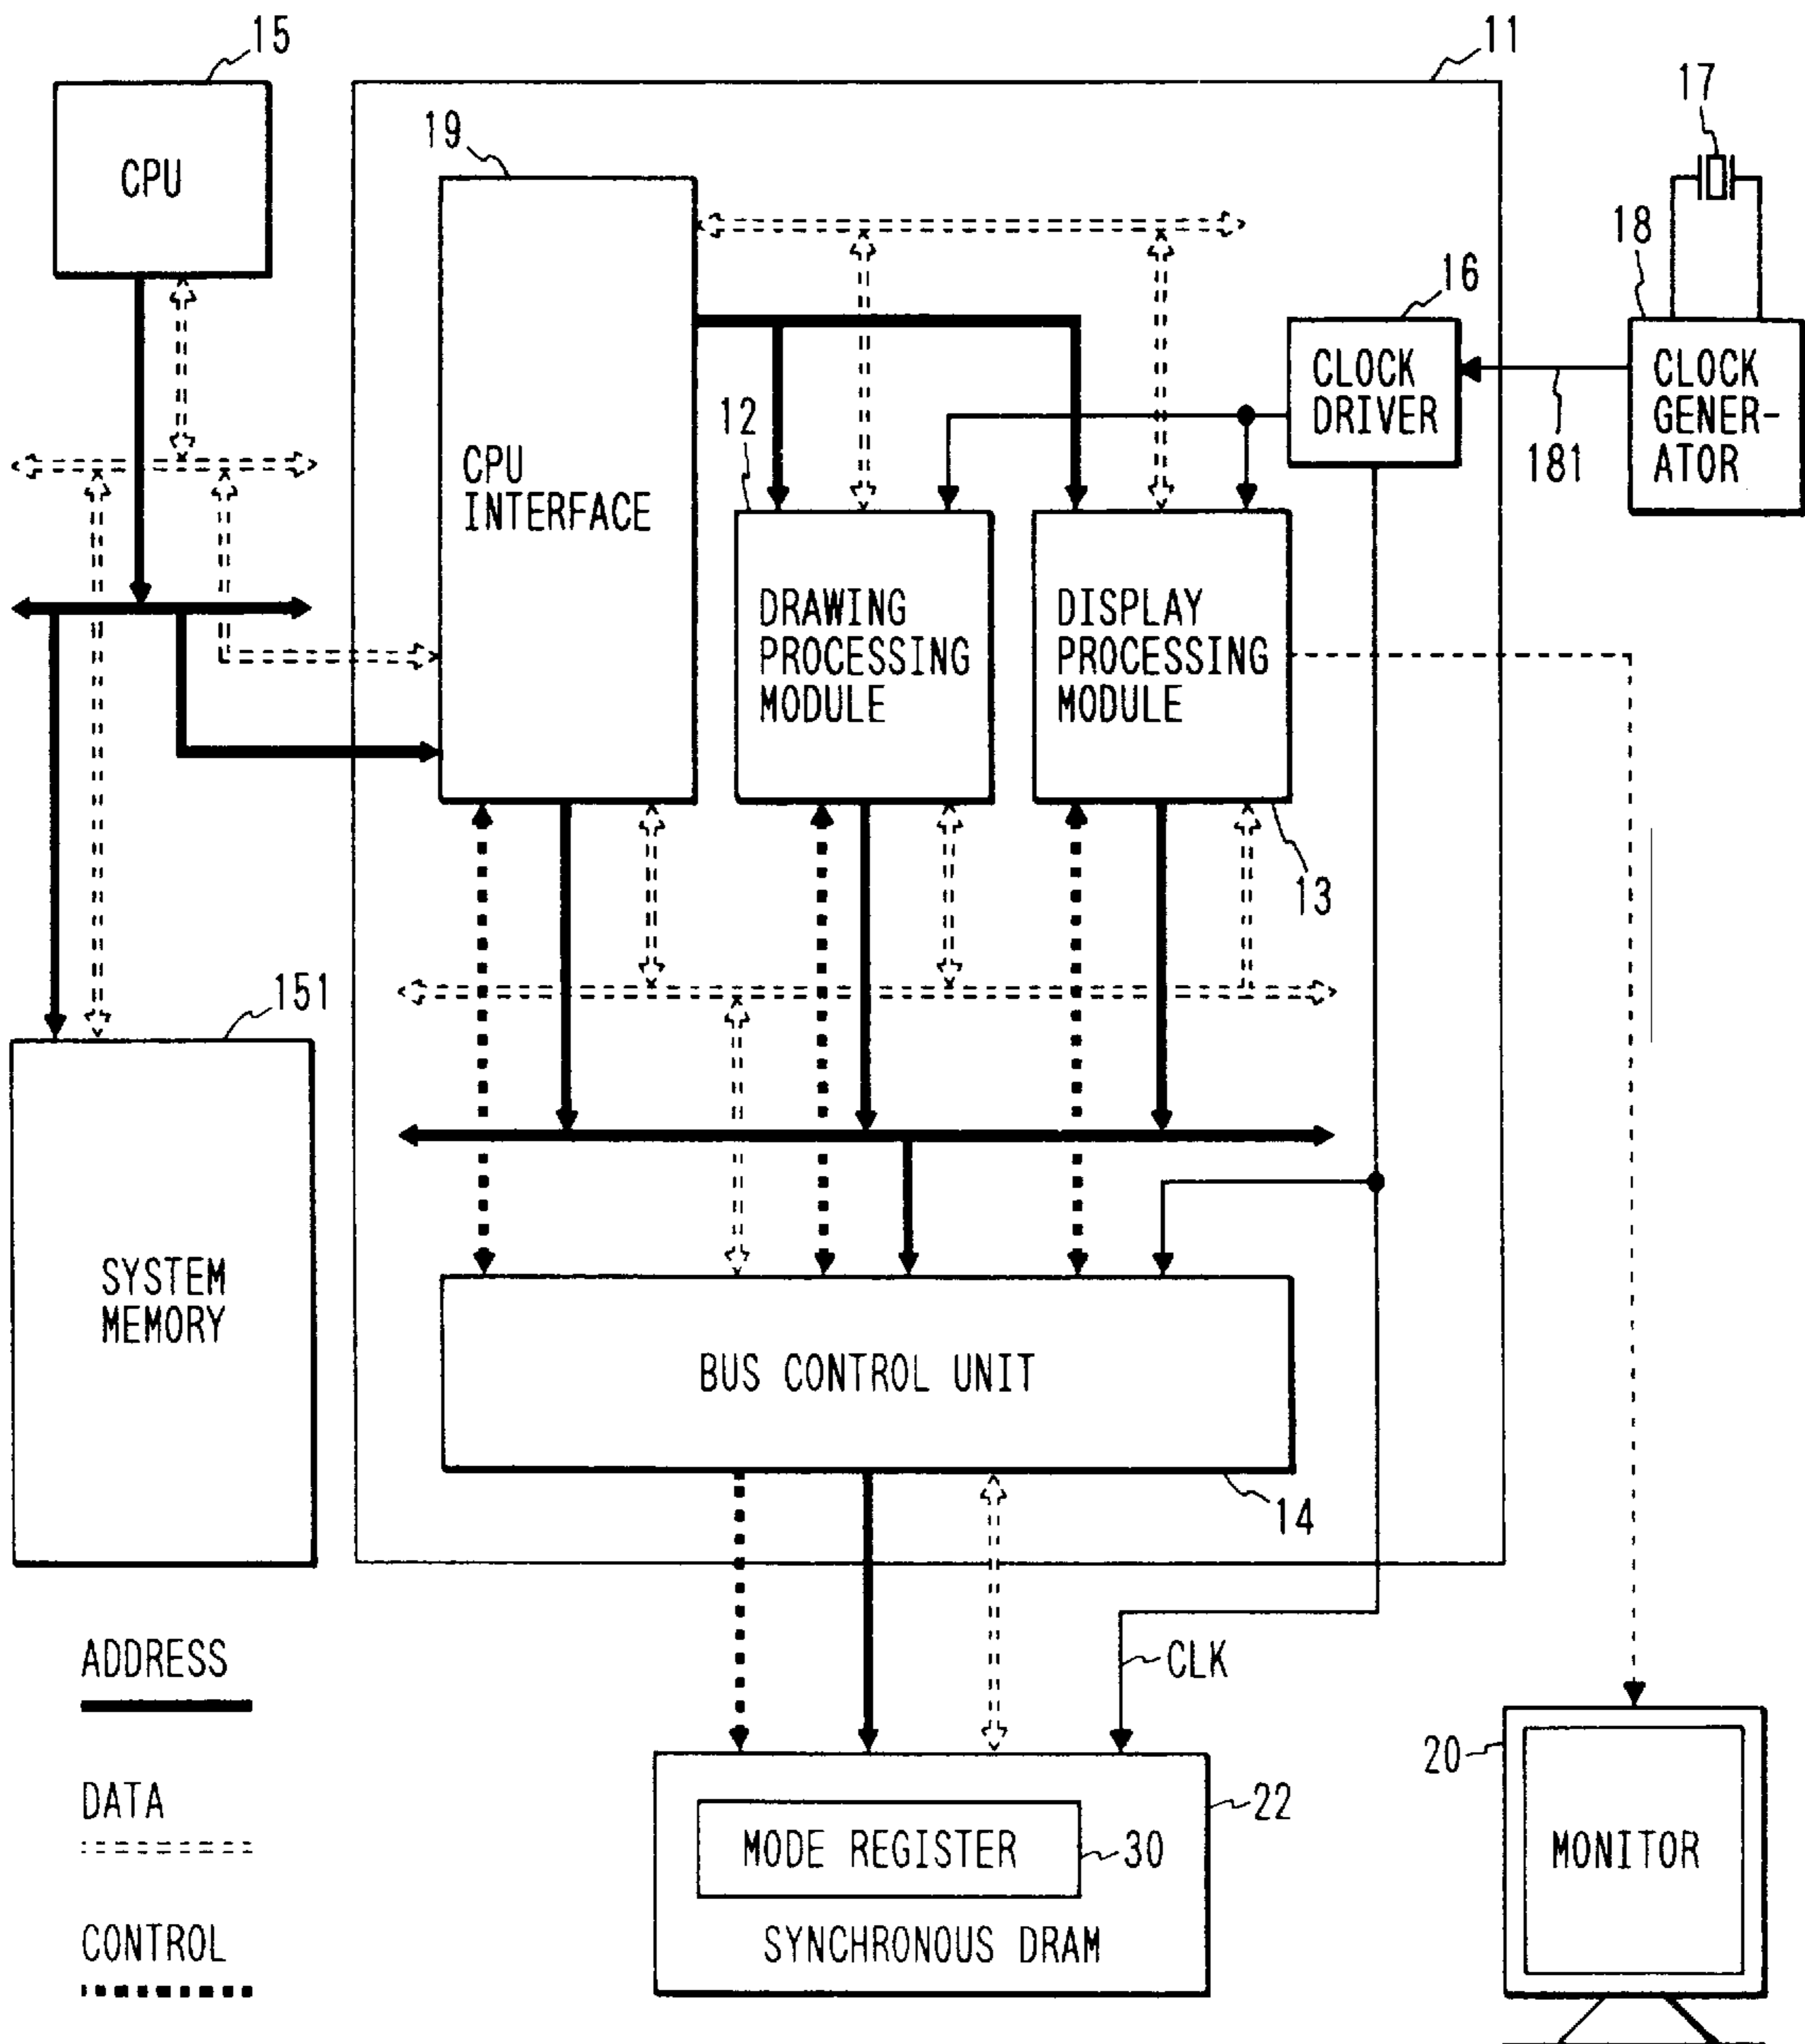 15
11
17
CPU
19
18
16
CLOCK
DRIVER
CLOCK
GENER-
ATOR
181
12
CPU
INTERFACE
DRAWING
PROCESSING
MODULE
DISPLAY
PROCESSING
MODULE
13
151
SYSTEM
MEMORY
BUS CONTROL UNIT
14
ADDRESS
CLK
DATA
20
22
MODE REGISTER
30
MONITOR
CONTROL
SYNCHRONOUS DRAM